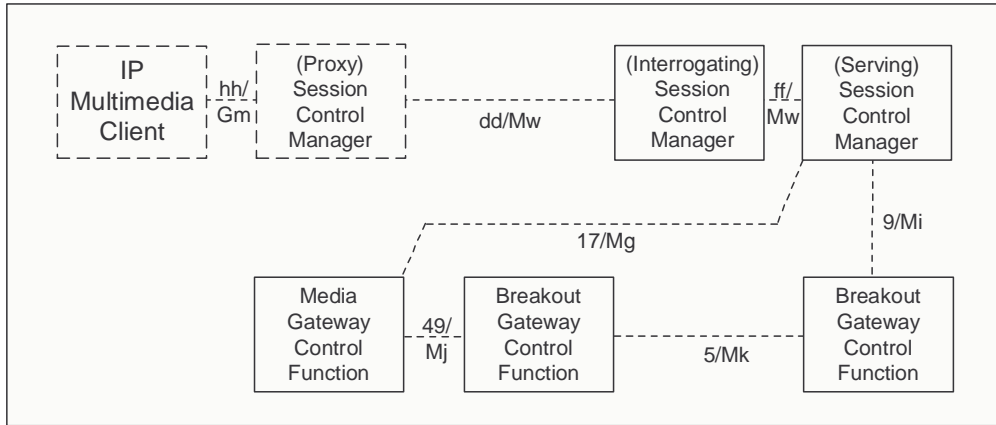 IP
Multimedia
Client
hh/
Gm
(Proxy)
Session
Control
Manager
dd/Mw
(Interrogating)
Session
Control
Manager
ff/
Mw
(Serving)
Session
Control
Manager
17/Mg
9/Mi
Media
Gateway
Control
Function
49/
Mj
Breakout
Gateway
Control
Function
5/Mk
Breakout
Gateway
Control
Function